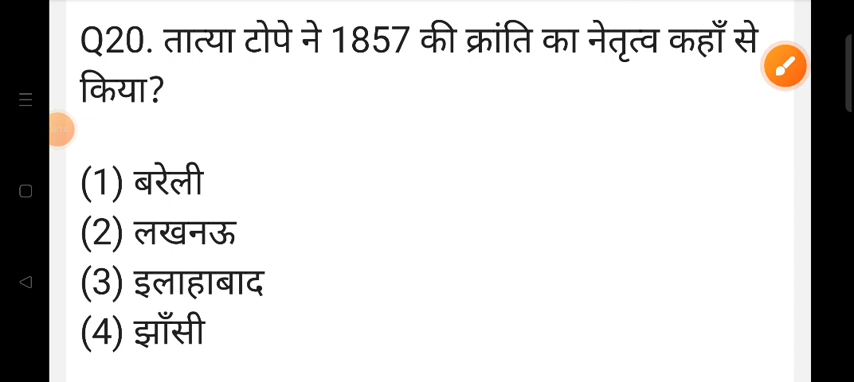 Q20. तात्या टोपे ने 1857 की क्रांति का नेतृत्व कहाँ से
किया?
(1) बरेली
(2) लखनऊ
(3) इलाहाबाद
(4) झाँसी